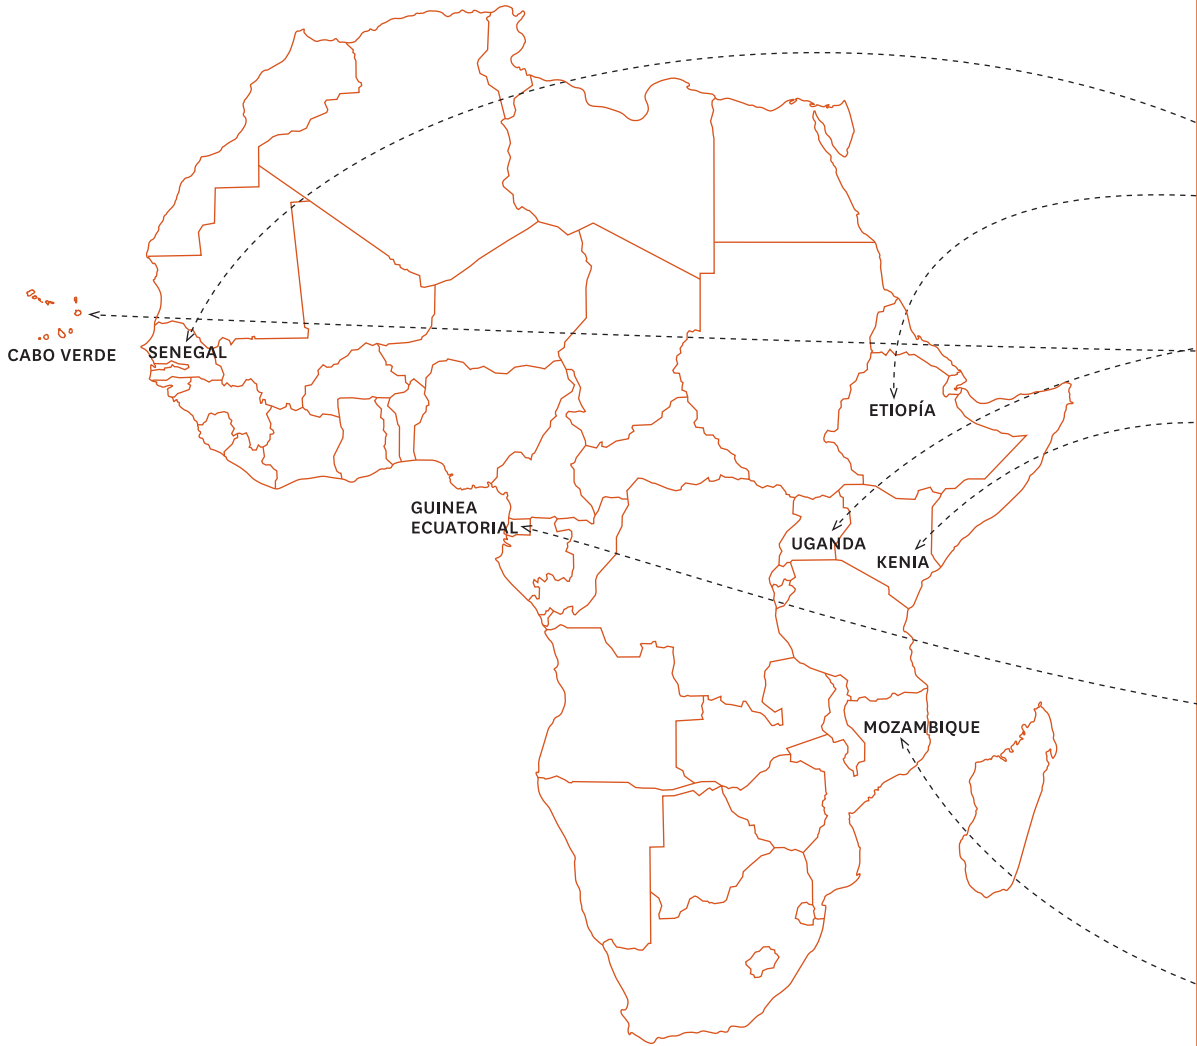 CABO VERDE
SENEGAL
ETIOPÍA
GUINEA
ECUATORIAL
UGANDA
KENIA
MOZAMBIQUE